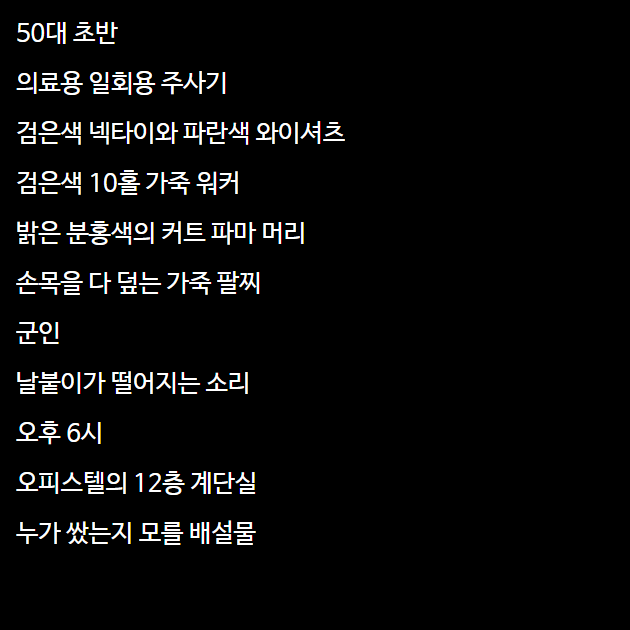 50대 초반
의료용 일회용 주사기
검은색 넥타이와 파란색 와이셔츠
검은색 10홀 가죽 워커
밝은 분홍색의 커트 파마 머리
손목을 다 덮는 가죽 팔찌
군인
날붙이가 떨어지는 소리
오후 6시
오피스텔의 12층 계단실
누가 쌌는지 모를 배설물